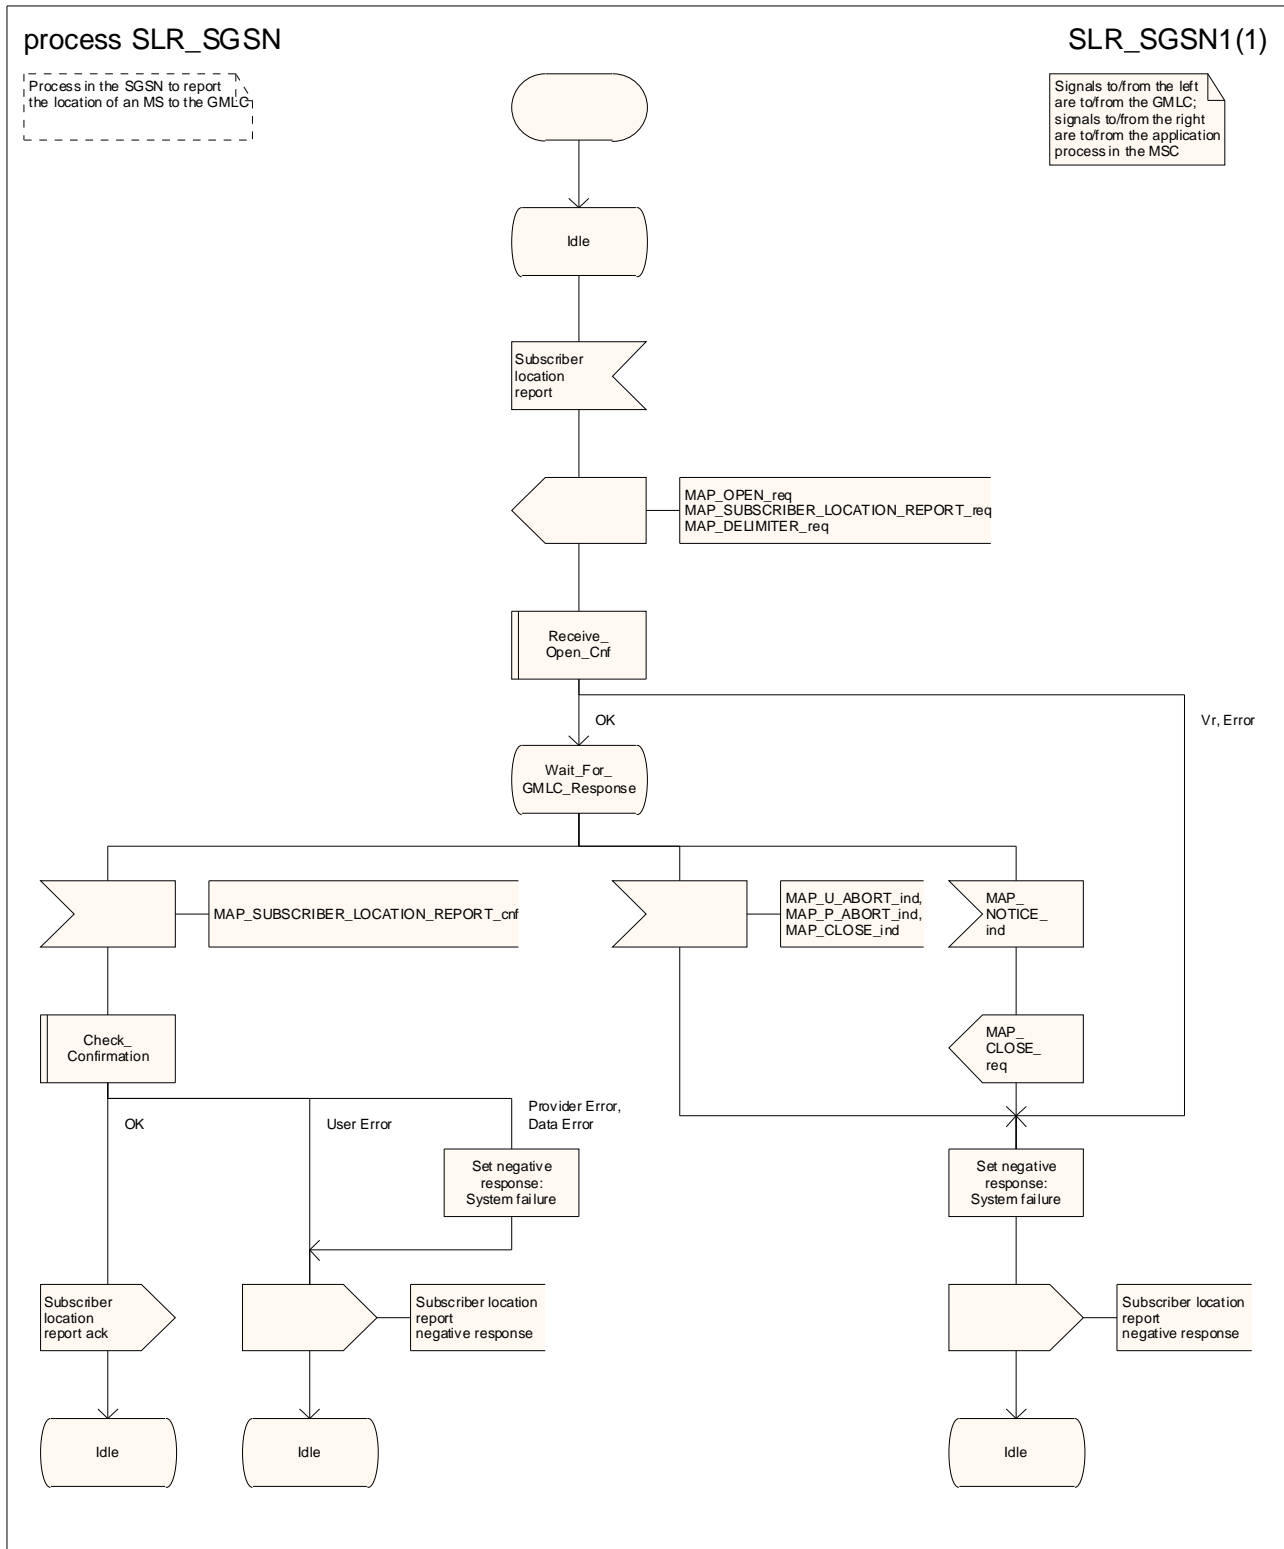 process SLR_SGSN
SLR_SGSN1(1)
Process in the SGSN to report
the location of an MS to the GMLC
Signals to/from the left
are to/from the GMLC;
signals to/from the right
are to/from the application
process in the MSC
Idle
Subscriber
location
report
MAP_OPEN_req
MAP_SUBSCRIBER_LOCATION_REPORT_req
MAP_DELIMITER_req
Receive_
Open_Cnf
OK
Vr, Error
Wait_For_
GMLC_Response
MAP_SUBSCRIBER_LOCATION_REPORT_cnf
MAP_U_ABORT_ind,
MAP_P_ABORT_ind,
MAP_CLOSE_ind
MAP_
NOTICE_
ind
Check_
Confirmation
MAP_
CLOSE_
req
OK
User Error
Provider Error,
Data Error
Set negative
response:
System failure
Set negative
response:
System failure
Subscriber
location
report ack
Subscriber location
report
negative response
Subscriber location
report
negative response
Idle
Idle
Idle